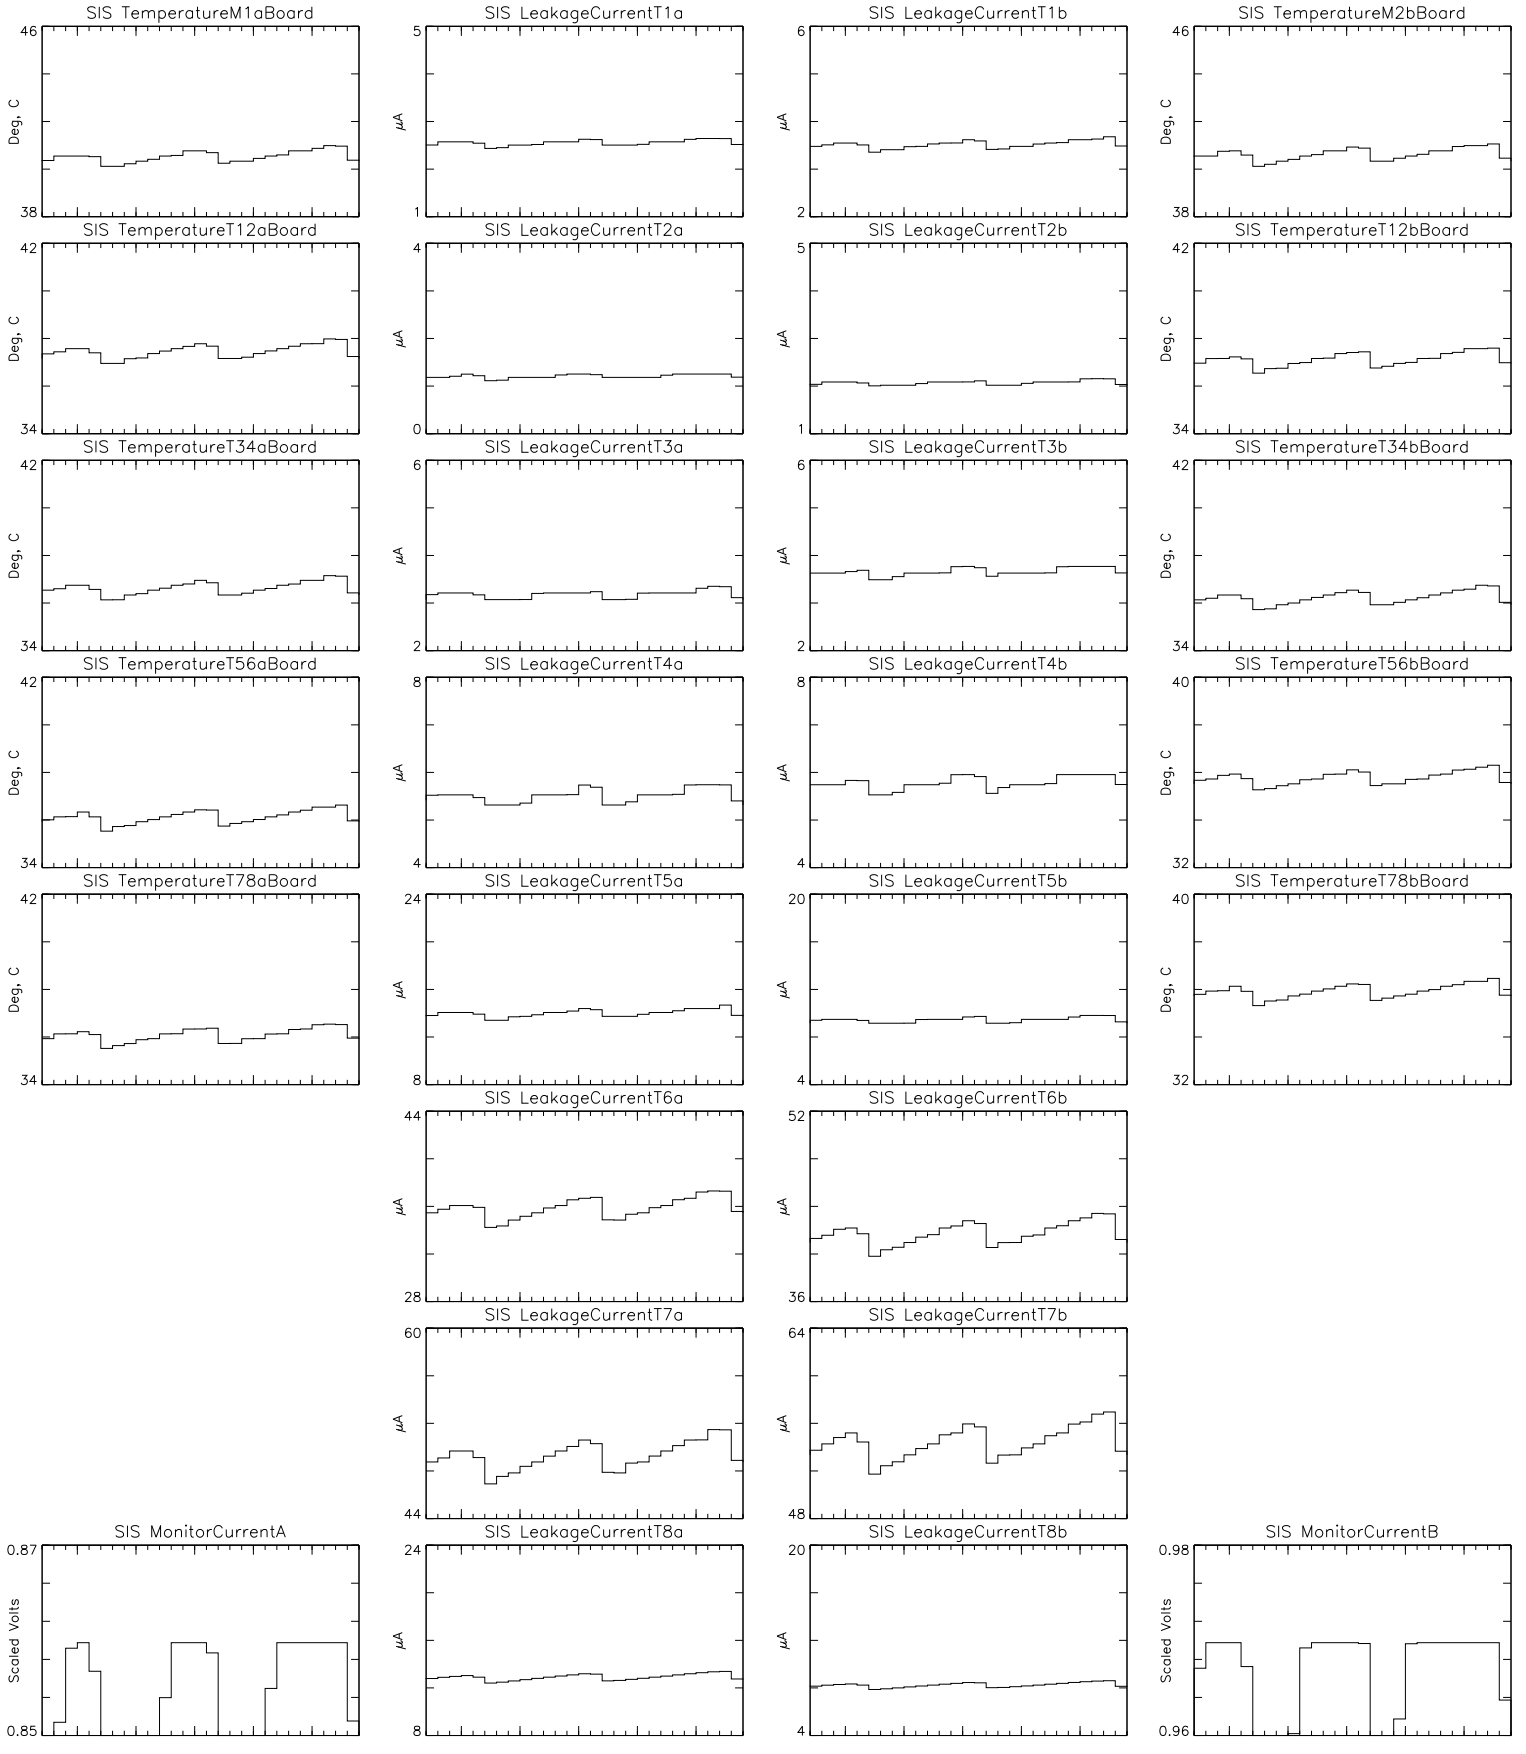 SIS TemperatureM1aBoard
46
Deg, C
38
SIS LeakageCurrentT1a
5
µA
1
SIS LeakageCurrentT1b
6
µA
2
SIS TemperatureM2bBoard
46
Deg, C
38
SIS TemperatureT12aBoard
42
Deg, C
34
SIS LeakageCurrentT2a
4
µA
0
SIS LeakageCurrentT2b
5
µA
1
SIS TemperatureT12bBoard
42
Deg, C
34
SIS TemperatureT34aBoard
42
Deg, C
34
SIS LeakageCurrentT3a
6
µA
2
SIS LeakageCurrentT3b
6
µA
2
SIS TemperatureT34bBoard
42
Deg, C
34
SIS TemperatureT56aBoard
42
Deg, C
34
SIS LeakageCurrentT4a
8
µA
4
SIS LeakageCurrentT4b
8
µA
4
SIS TemperatureT56bBoard
40
Deg, C
32
SIS TemperatureT78aBoard
42
Deg, C
34
SIS LeakageCurrentT5a
24
µA
8
SIS LeakageCurrentT5b
20
µA
4
SIS TemperatureT78bBoard
40
Deg, C
32
SIS LeakageCurrentT6a
44
µA
28
SIS LeakageCurrentT6b
52
µA
36
SIS LeakageCurrentT7a
60
µA
44
SIS LeakageCurrentT7b
64
µA
48
SIS MonitorCurrentA
0.87
Scaled Volts
0.85
SIS LeakageCurrentT8a
24
µA
8
SIS LeakageCurrentT8b
20
µA
4
SIS MonitorCurrentB
0.98
Scaled Volts
0.96